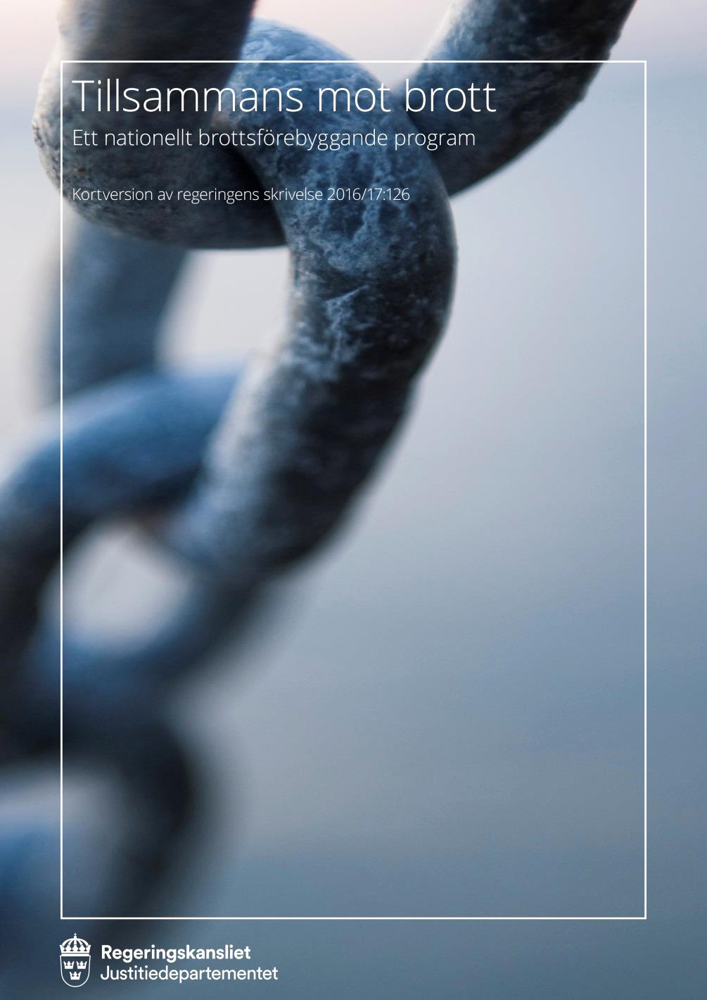 Tillsammans mot brott
Ett nationellt brottsförebyggande program
Kortversion av regeringens skrivelse 2016/17:126
Regeringskansliet
Justitiedepartementet